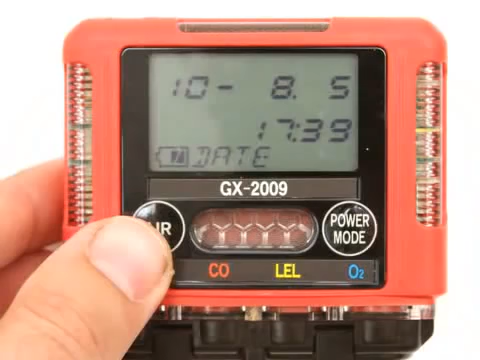 10- 8. 5
17:39
DATE
GX-2009
POWER
MODE
CO LEL O2